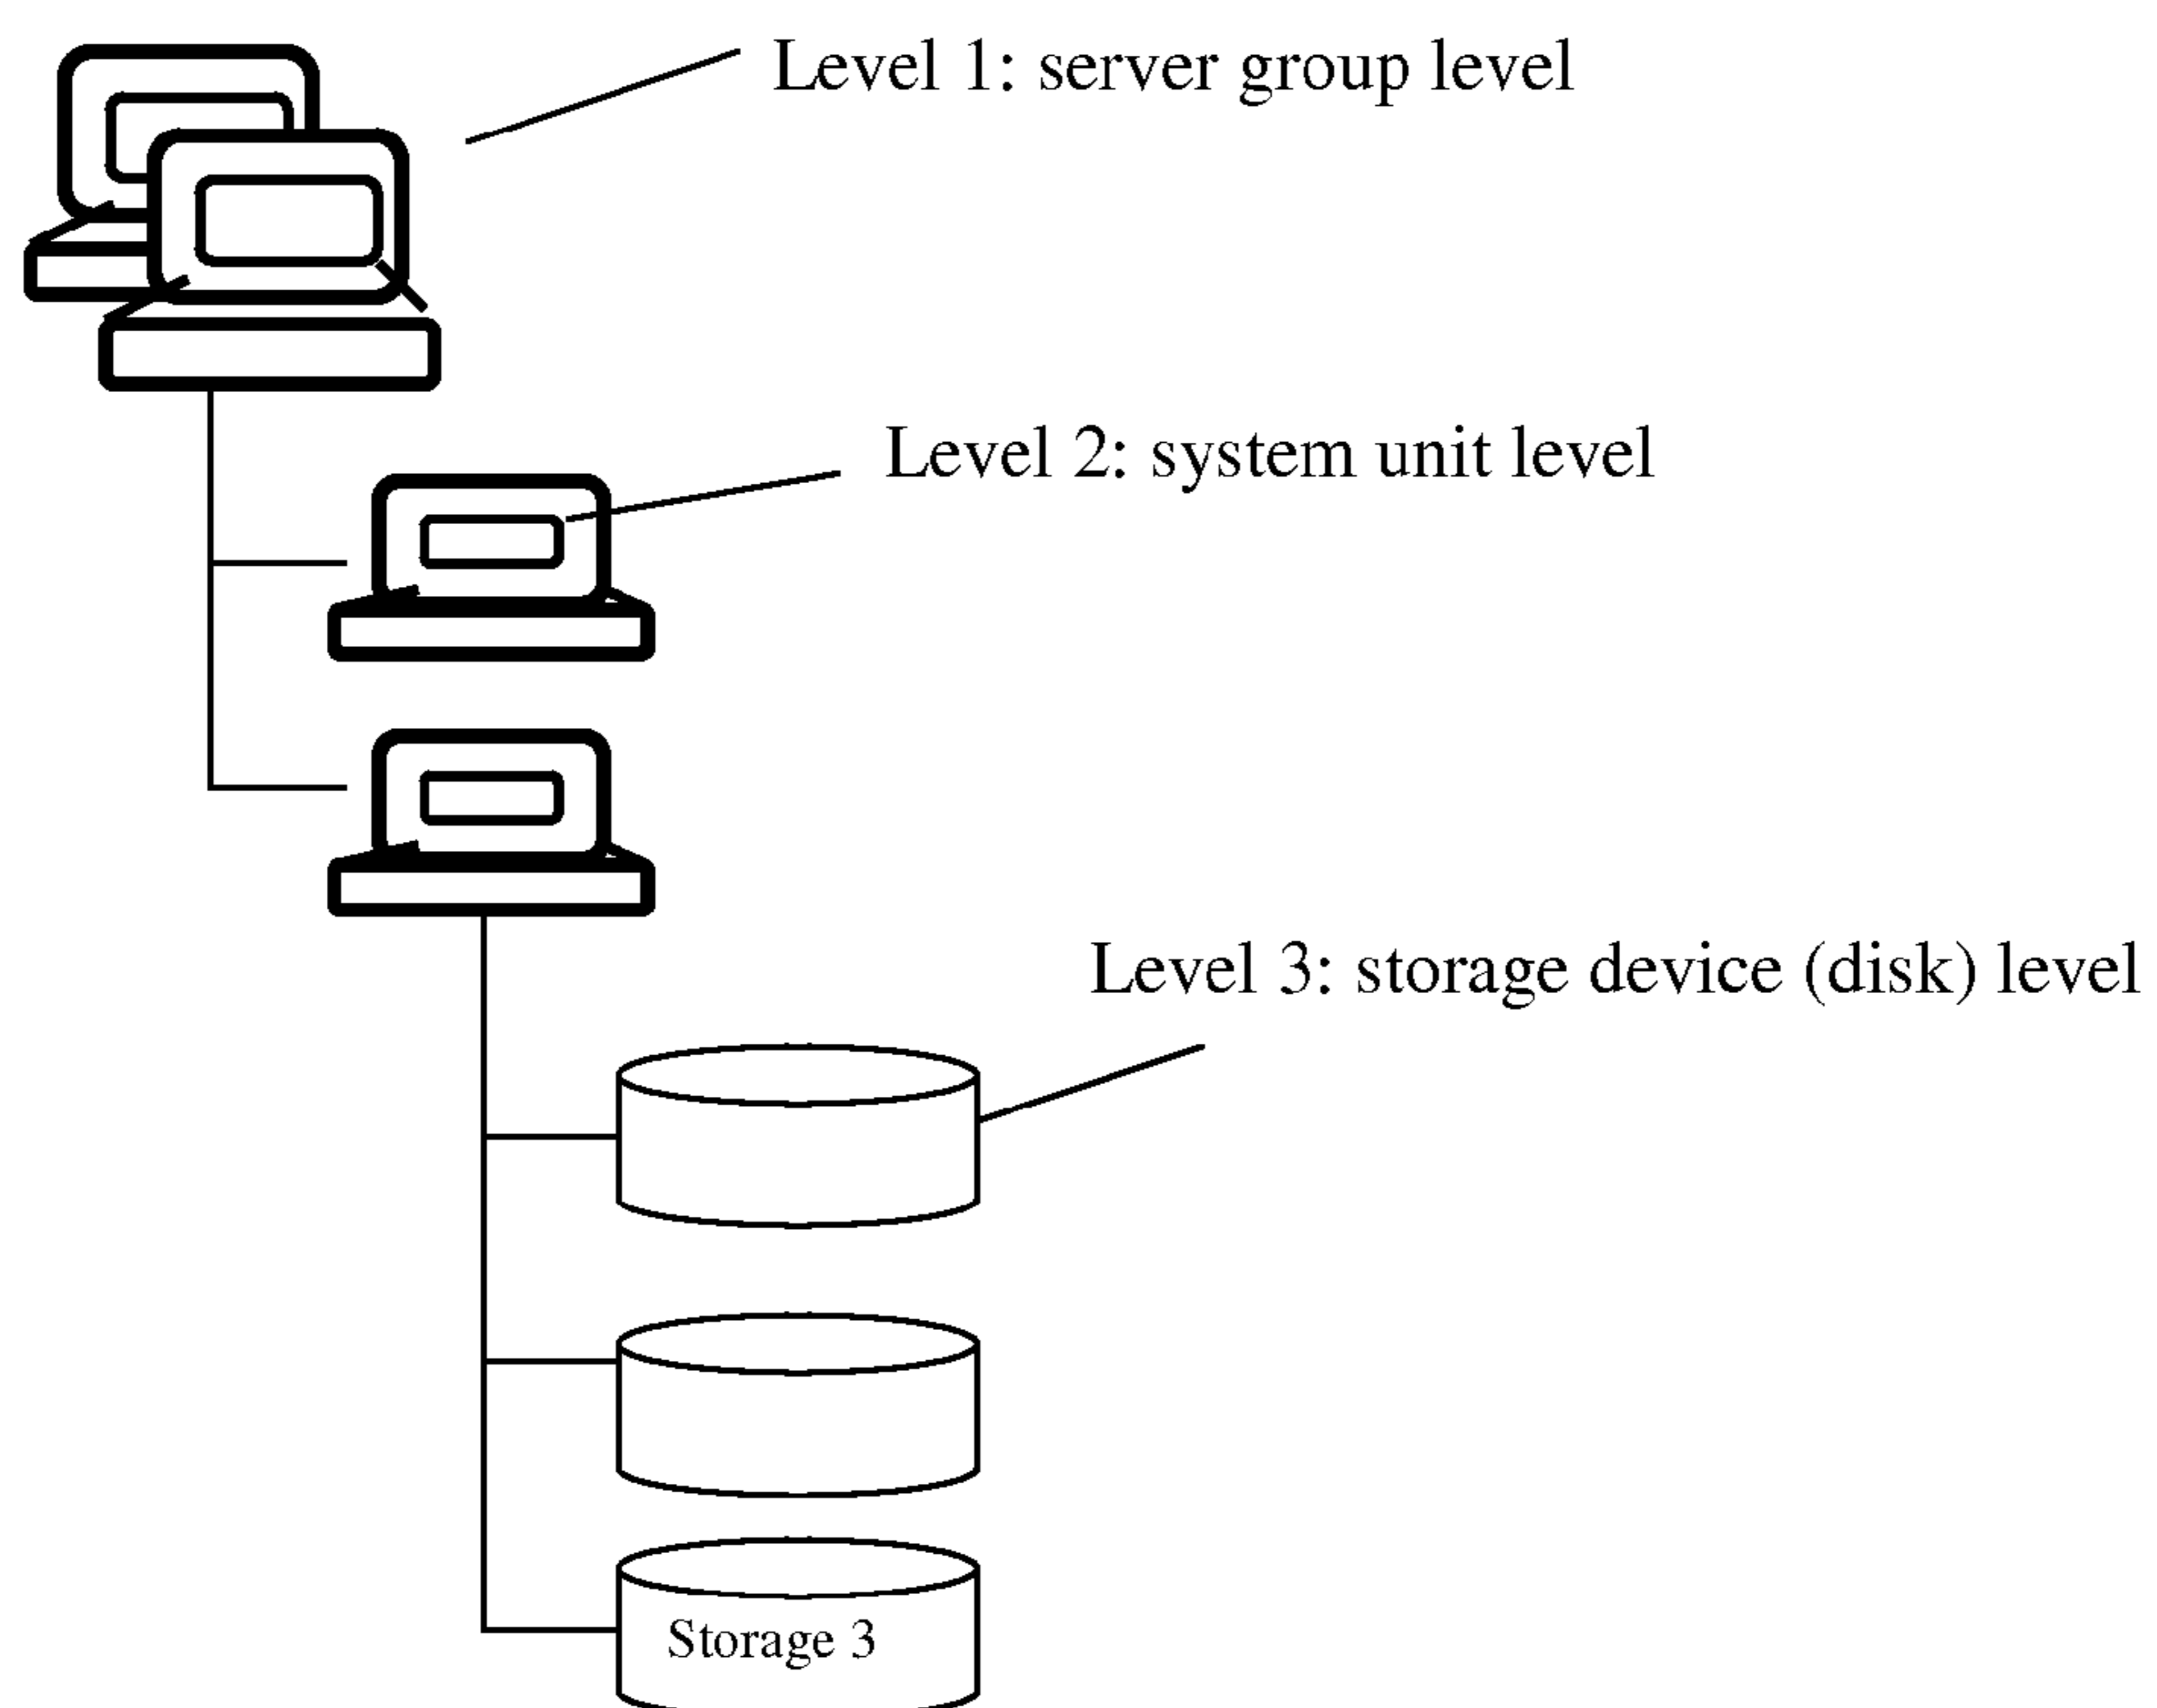 Level 1: server group level
Level 2: system unit level
Level 3: storage device (disk) level
Storage 3